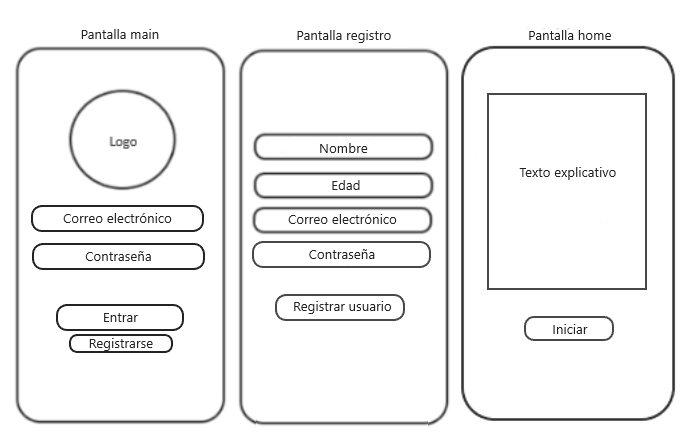 Pantalla main
Logo
Correo electrónico
Contraseña
Entrar
Registrarse
Pantalla registro
Nombre
Edad
Correo electrónico
Contraseña
Registrar usuario
Pantalla home
Texto explicativo
Iniciar